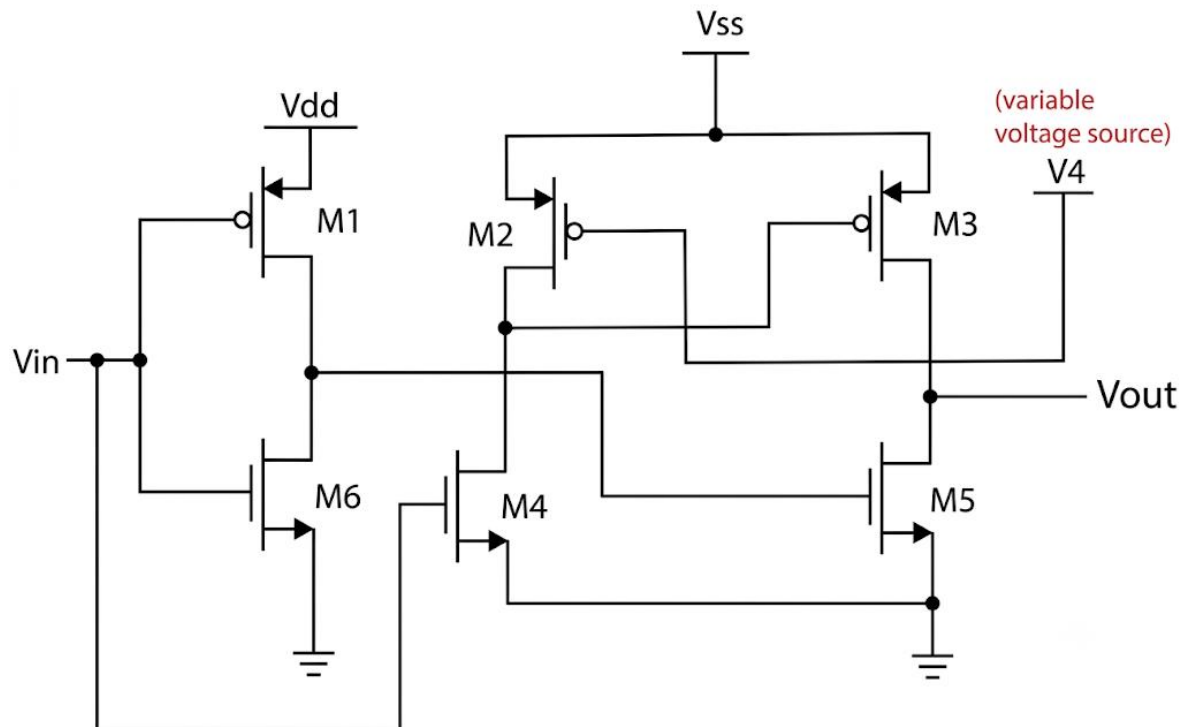 Vss
(variable
voltage source)
V4
Vdd
M1
M2
M3
Vin
Vout
M6
M4
M5